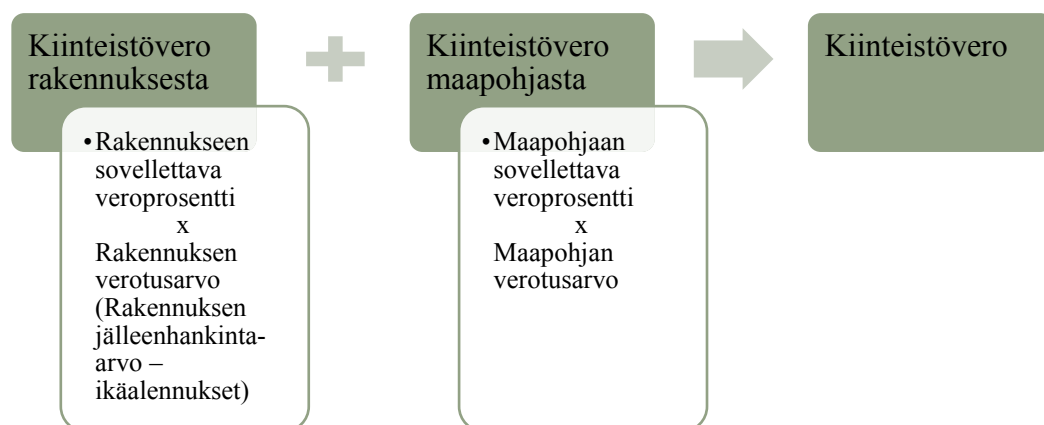 Kiinteistövero
rakennuksesta
•Rakennukseen
sovellettava
veroprosentti
x
Rakennuksen
verotusarvo
(Rakennuksen
jälleenhankinta-
arvo –
ikäalennukset)
Kiinteistövero
maapohjasta
•Maapohjaan
sovellettava
veroprosentti
x
Maapohjan
verotusarvo
Kiinteistövero